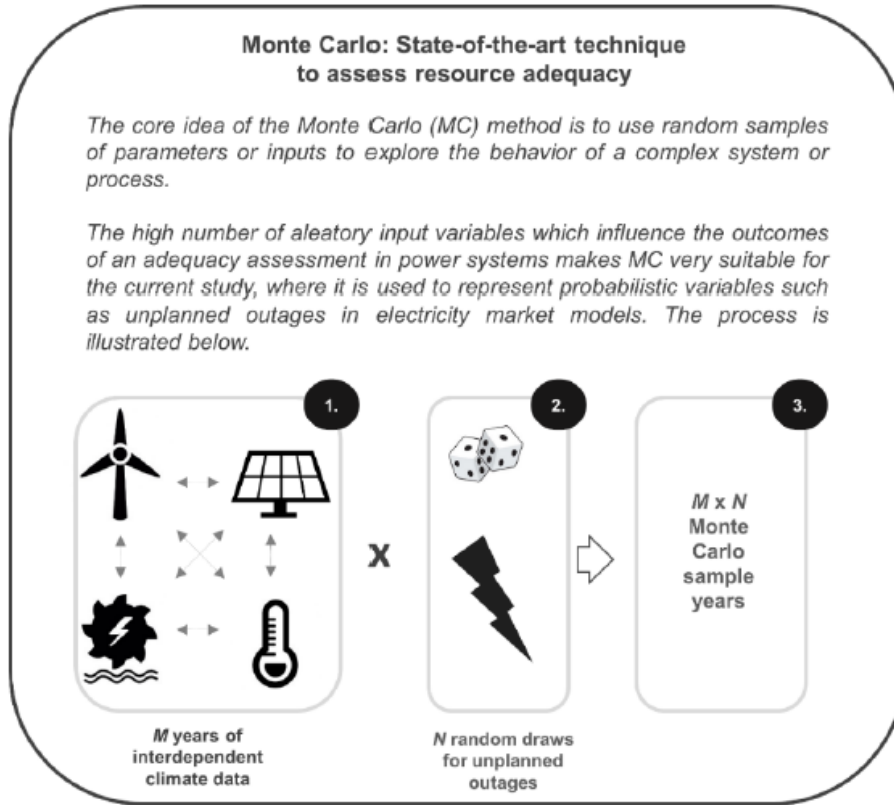 Monte Carlo: State-of-the-art technique
to assess resource adequacy
The core idea of the Monte Carlo (MC) method is to use random samples
of parameters or inputs to explore the behavior of a complex system or
process.
The high number of aleatory input variables which influence the outcomes
of an adequacy assessment in power systems makes MC very suitable for
the current study, where it is used to represent probabilistic variables such
as unplanned outages in electricity market models. The process is
illustrated below.
1.
2.
3.
X
M x N
Monte
Carlo
sample
years
M years of
interdependent
climate data
N random draws
for unplanned
outages